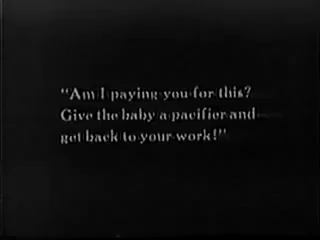 "Am I paying you for this?
Give the baby a pacifier and
get back to your work!"